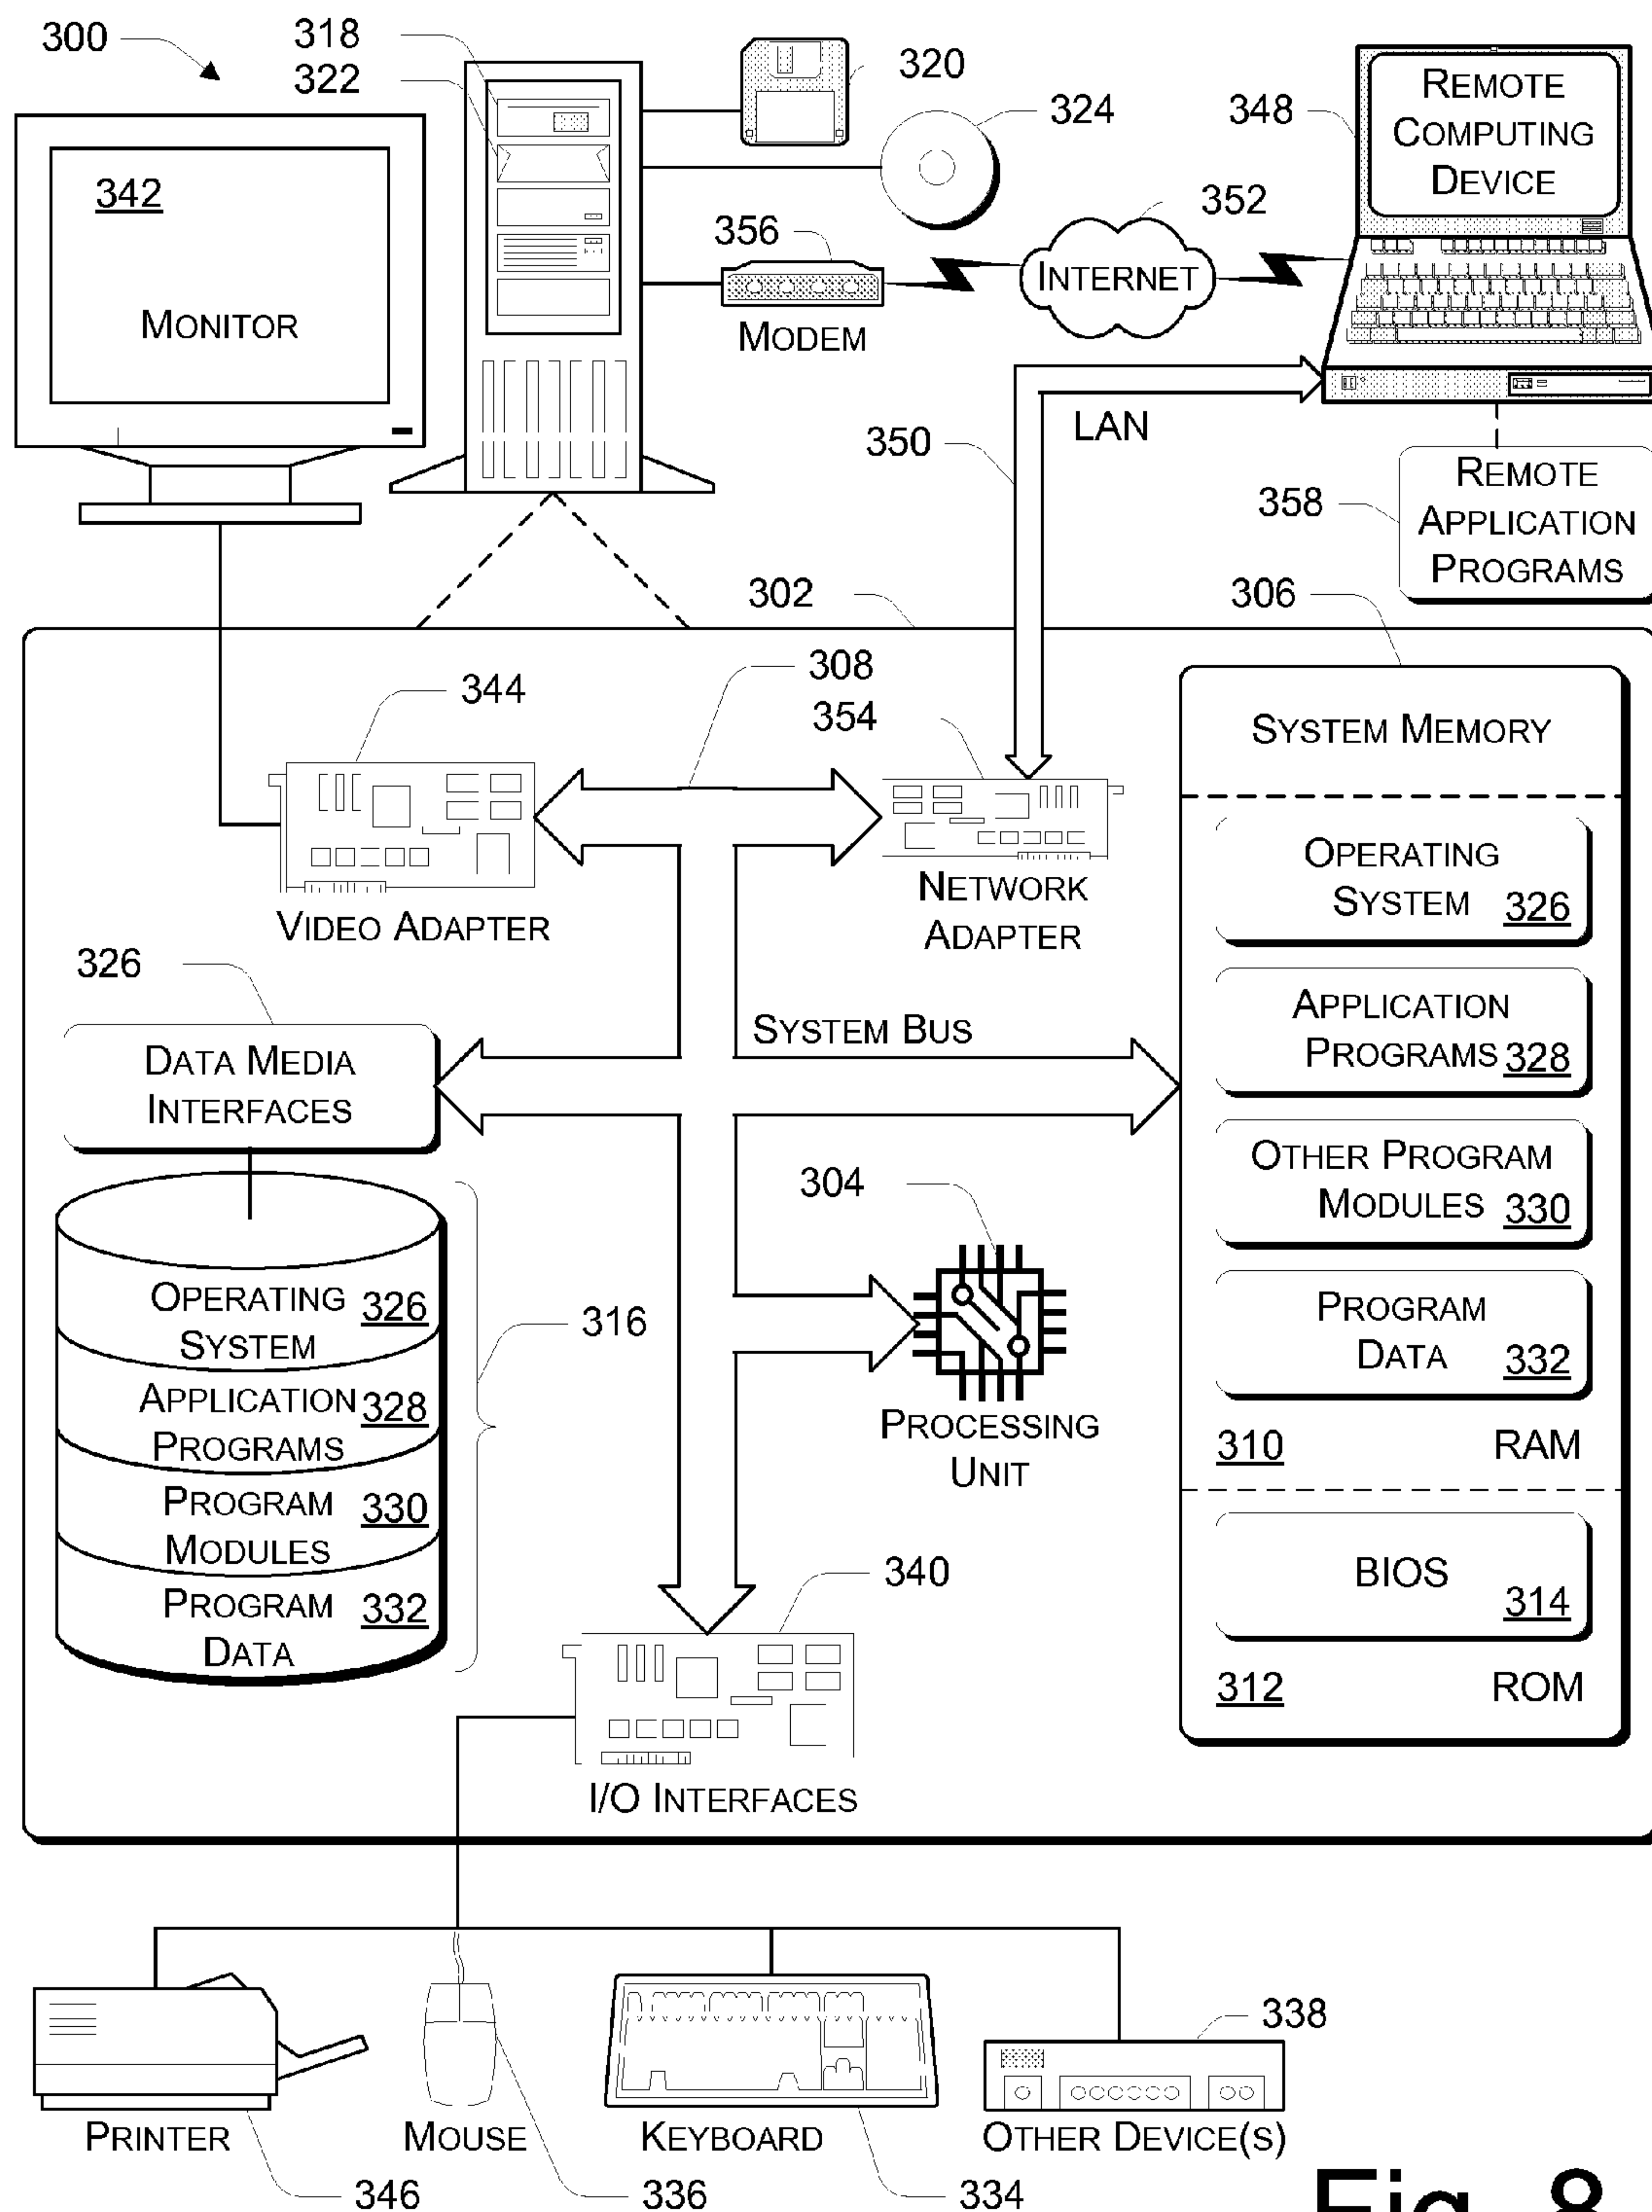 300
318
322
320
324
348
REMOTE
COMPUTING
DEVICE
342
MONITOR
356
MODEM
352
INTERNET
350
LAN
358
REMOTE
APPLICATION
PROGRAMS
302
306
308
344
354
VIDEO ADAPTER
NETWORK
ADAPTER
SYSTEM MEMORY
OPERATING
SYSTEM 326
APPLICATION
PROGRAMS 328
OTHER PROGRAM
MODULES 330
PROGRAM
DATA 332
310 RAM
BIOS
314
312 ROM
326
DATA MEDIA
INTERFACES
SYSTEM BUS
304
PROCESSING
UNIT
OPERATING 326
SYSTEM
APPLICATION 328
PROGRAMS
PROGRAM 330
MODULES
PROGRAM 332
DATA
316
340
I/O INTERFACES
338
PRINTER
MOUSE
KEYBOARD
OTHER DEVICE(S)
346
336
334
Fig. 8